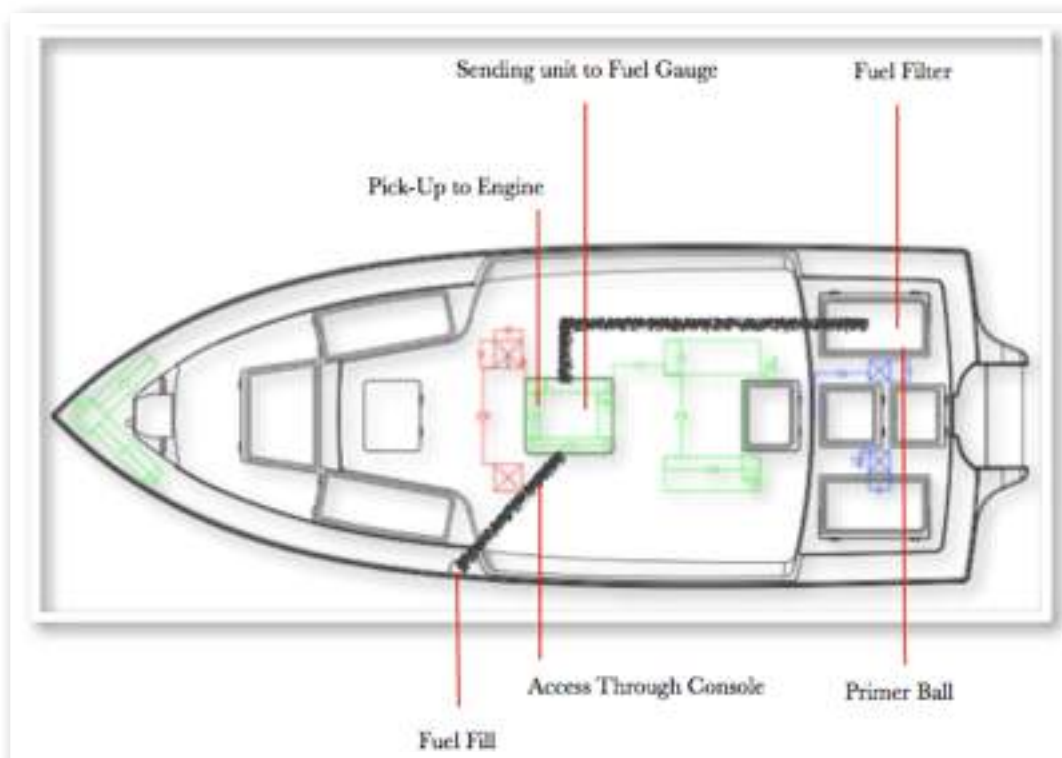 Sending unit to Fuel Gauge
Fuel Filter
Pick-Up to Engine
Access Through Console
Primer Ball
Fuel Fill